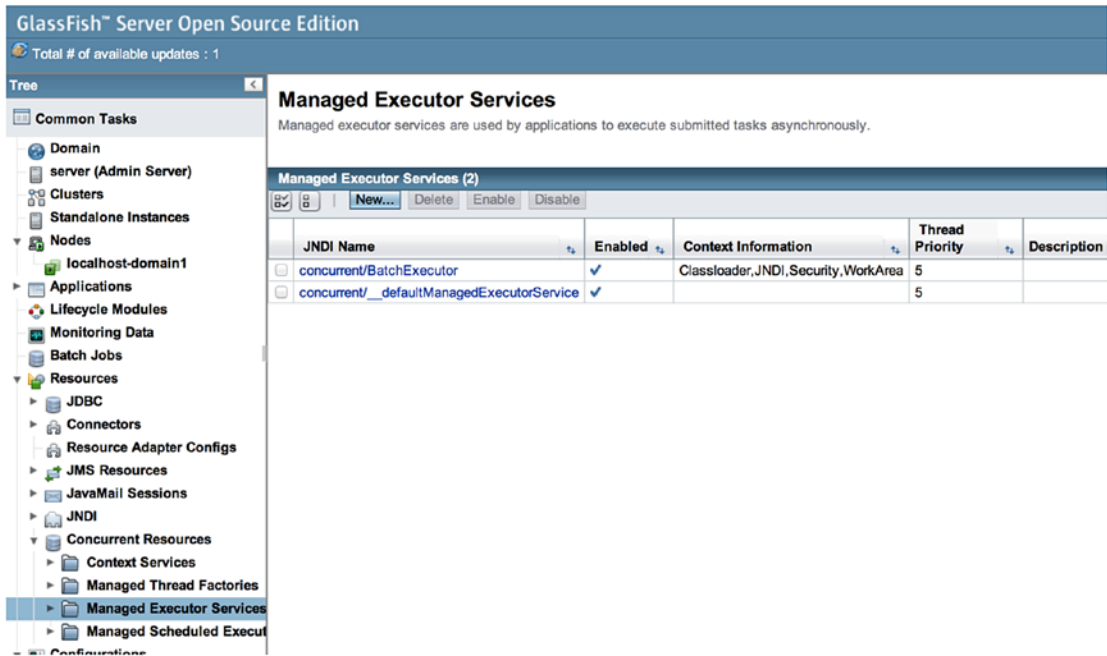 GlassFish™ Server Open Source Edition
Total # of available updates : 1
Tree
Common Tasks
Domain
server (Admin Server)
Clusters
Standalone Instances
Nodes
localhost-domain1
Applications
Lifecycle Modules
Monitoring Data
Batch Jobs
Resources
JDBC
Connectors
Resource Adapter Configs
JMS Resources
JavaMail Sessions
JNDI
Concurrent Resources
Context Services
Managed Thread Factories
Managed Executor Services
Managed Scheduled Execut
Configurations
Managed Executor Services
Managed executor services are used by applications to execute submitted tasks asynchronously.
Managed Executor Services (2)
New... Delete Enable Disable
JNDI Name Enabled Context Information Thread Priority Description
concurrent/BatchExecutor Classloader,JNDI,Security,WorkArea 5
concurrent/__defaultManagedExecutorService 5